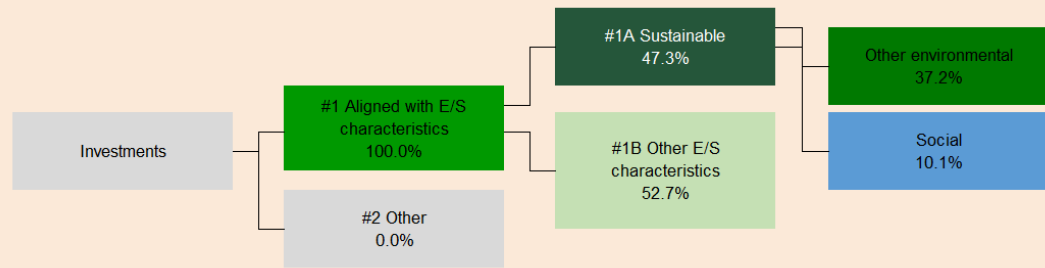 Investments
#1 Aligned with E/S
characteristics
100.0%
#2 Other
0.0%
#1A Sustainable
47.3%
#1B Other E/S
characteristics
52.7%
Other environmental
37.2%
Social
10.1%